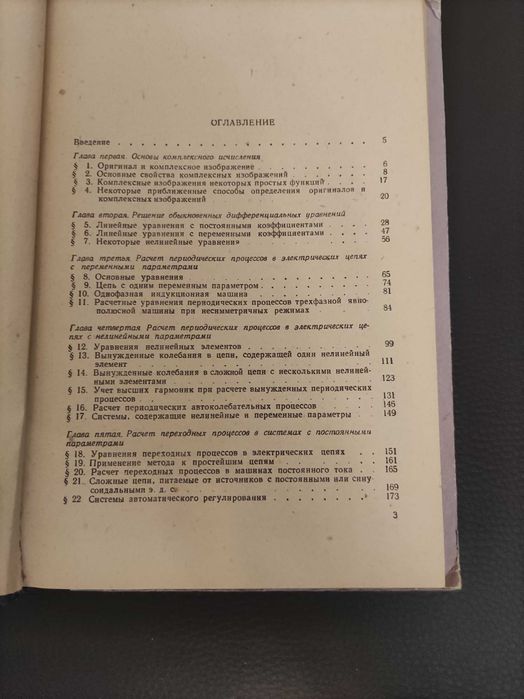 ОГЛАВЛЕНИЕ
Введение . . . . . . . . . . . . . . . . . . . . 5
Глава первая. Основы комплексного исчисления
§ 1. Оригинал и комплексное изображение . . . . . . . . 6
§ 2. Основные свойства комплексных изображений . . . . . . 8
§ 3. Комплексные изображения некоторых простых функций . . . . 17
§ 4. Некоторые приближенные способы определения оригиналов и
комплексных изображений 20
Глава вторая. Решение обыкновенных дифференциальных уравнений
§ 5. Линейные уравнения с постоянными коэффициентами . . . . 28
§ 6. Линейные уравнения с переменными коэффициентами . . . . 47
§ 7. Некоторые нелинейные уравнения . . . . . . . . . 56
Глава третья Расчет периодических процессов в электрических цепях
с переменными параметрами
§ 8. Основные уравнения . . . . . . . . . . . . . 65
§ 9. Цепь с одним переменным параметром . . . . . . . . 74
§ 10. Однофазная индукционная машина . . . . . . . . . 81
§ 11. Расчетные уравнения периодических процессов трехфазной явно-
полюсной машины при несимметричных режимах 84
Глава четвертая Расчет периодических процессов в электрических це-
пях с нелинейными параметрами
§ 12. Уравнения нелинейных элементов . . . . . . . . . 99
§ 13. Вынужденные колебания в цепи, содержащей один нелинейный
элемент . . . . . . . . . . . . . . . . 111
§ 14. Вынужденные колебания в сложной цепи с несколькими нелиней-
ными элементами . . . . . . . . . . . . . . 123
§ 15. Учет высших гармоник при расчете вынужденных периодических
процессов . . . . . . . . . . . . . . . . 131
§ 16. Расчет периодических автоколебательных процессов . . . . 146
§ 17. Системы, содержащие нелинейные и переменные параметры . . 149
Глава пятая. Расчет переходных процессов в системах с постоянными
параметрами
§ 18. Уравнения переходных процессов в электрических цепях . . 151
§ 19. Применение метода к простейшим цепям . . . . . . . 161
§ 20. Расчет переходных процессов в машинах постоянного тока . . 165
§ 21. Сложные цепи, питаемые от источников с постоянными или сину-
соидальными э. д. с. . . . . . . . . . . . . . 169
§ 22 Системы автоматического регулирования . . . . . . . 173
3